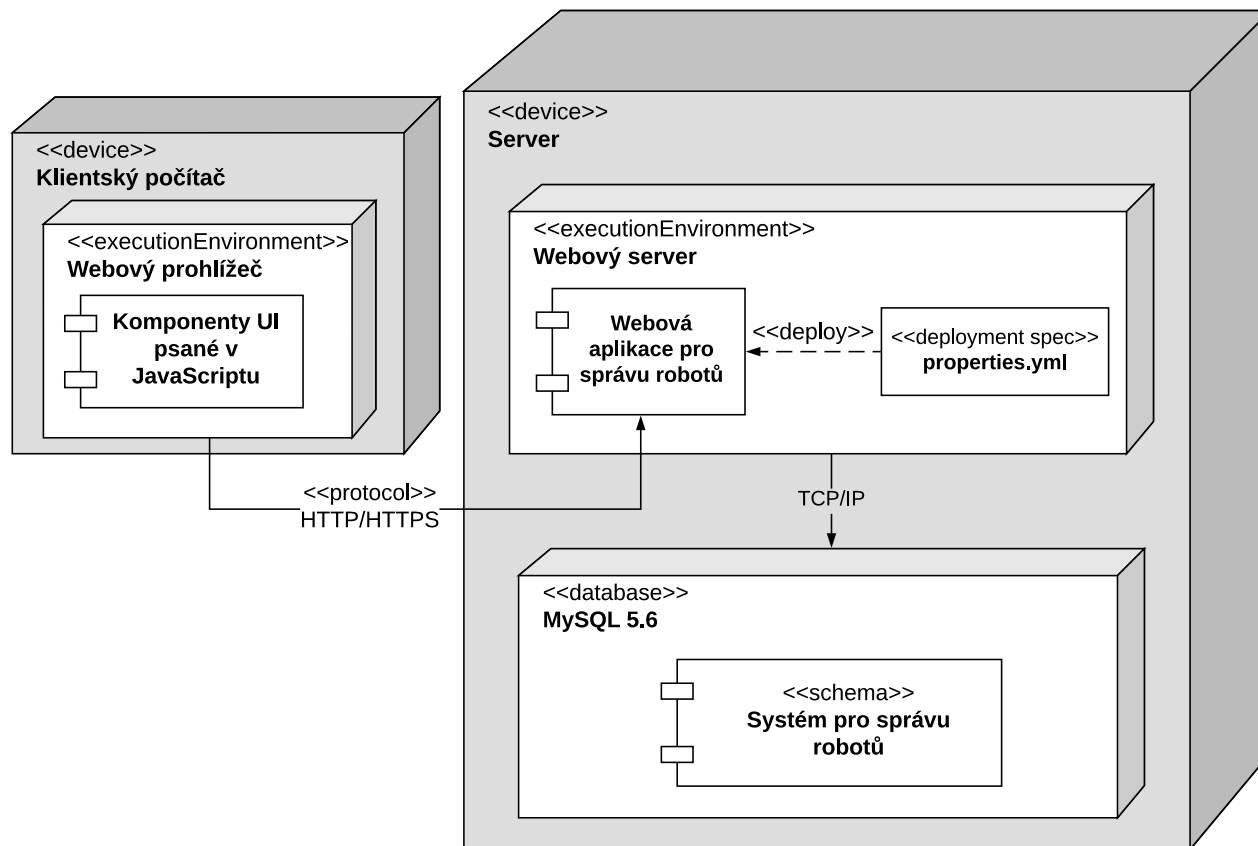 <<device>>
Klientský počítač
<<executionEnvironment>>
Webový prohlížeč
Komponenty UI
psané v
JavaScriptu
<<protocol>>
HTTP/HTTPS
<<device>>
Server
<<executionEnvironment>>
Webový server
Webová
aplikace pro
správu robotů
<<deploy>>
<<deployment spec>>
properties.yml
TCP/IP
<<database>>
MySQL 5.6
<<schema>>
Systém pro správu
robotů